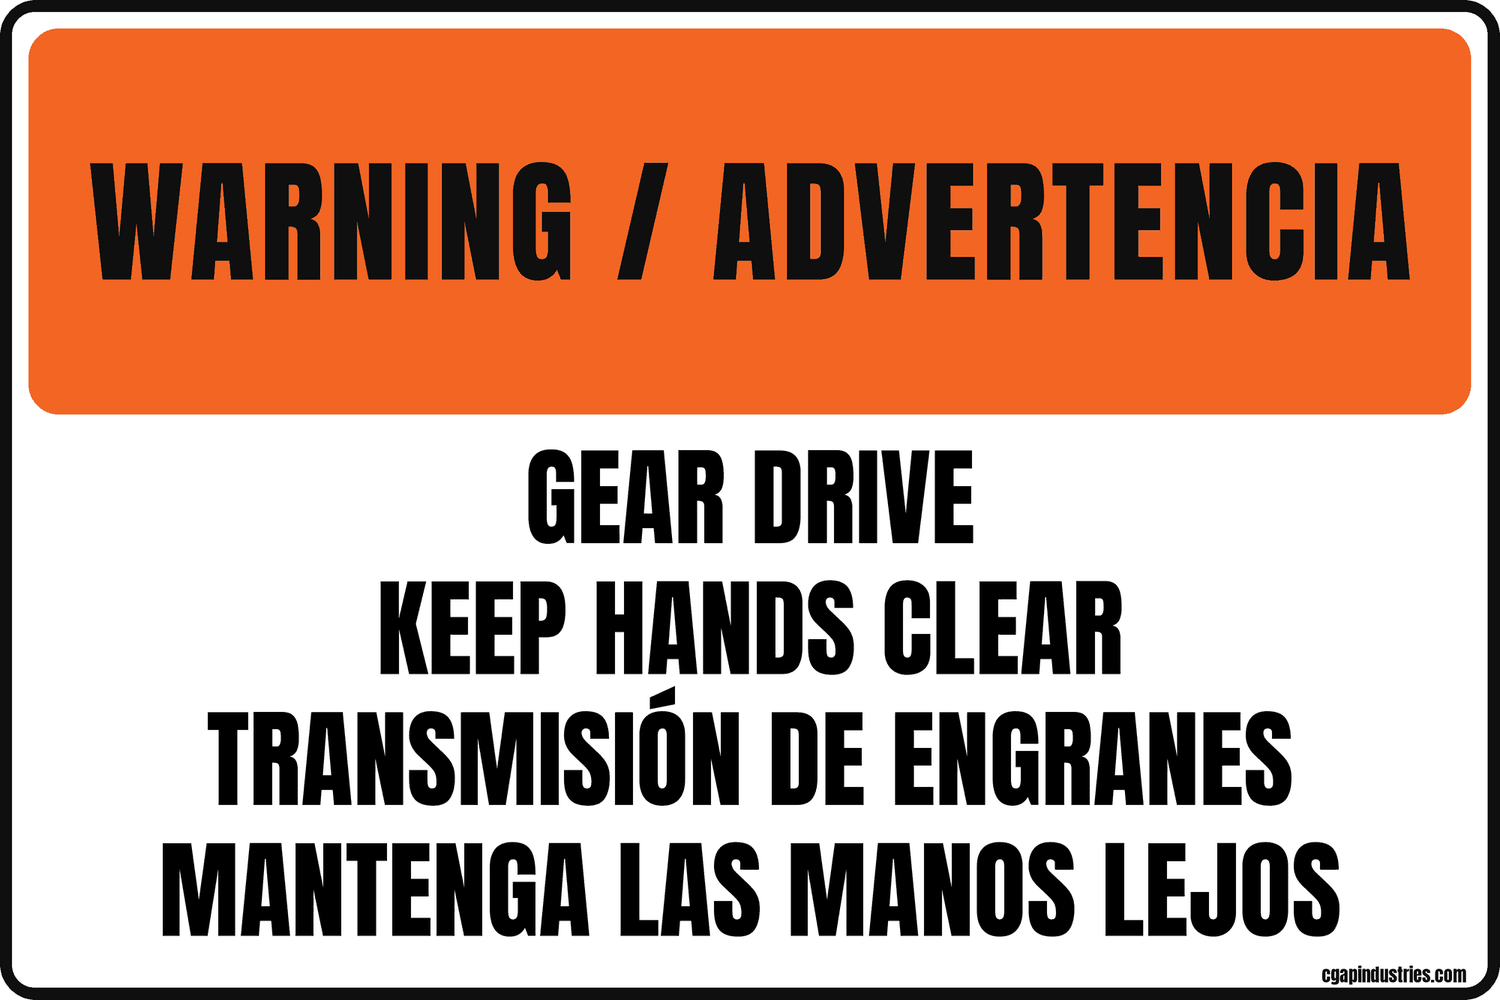 WARNING / ADVERTENCIA
GEAR DRIVE
KEEP HANDS CLEAR
TRANSMISIÓN DE ENGRANES
MANTENGA LAS MANOS LEJOS
cgapindustries.com